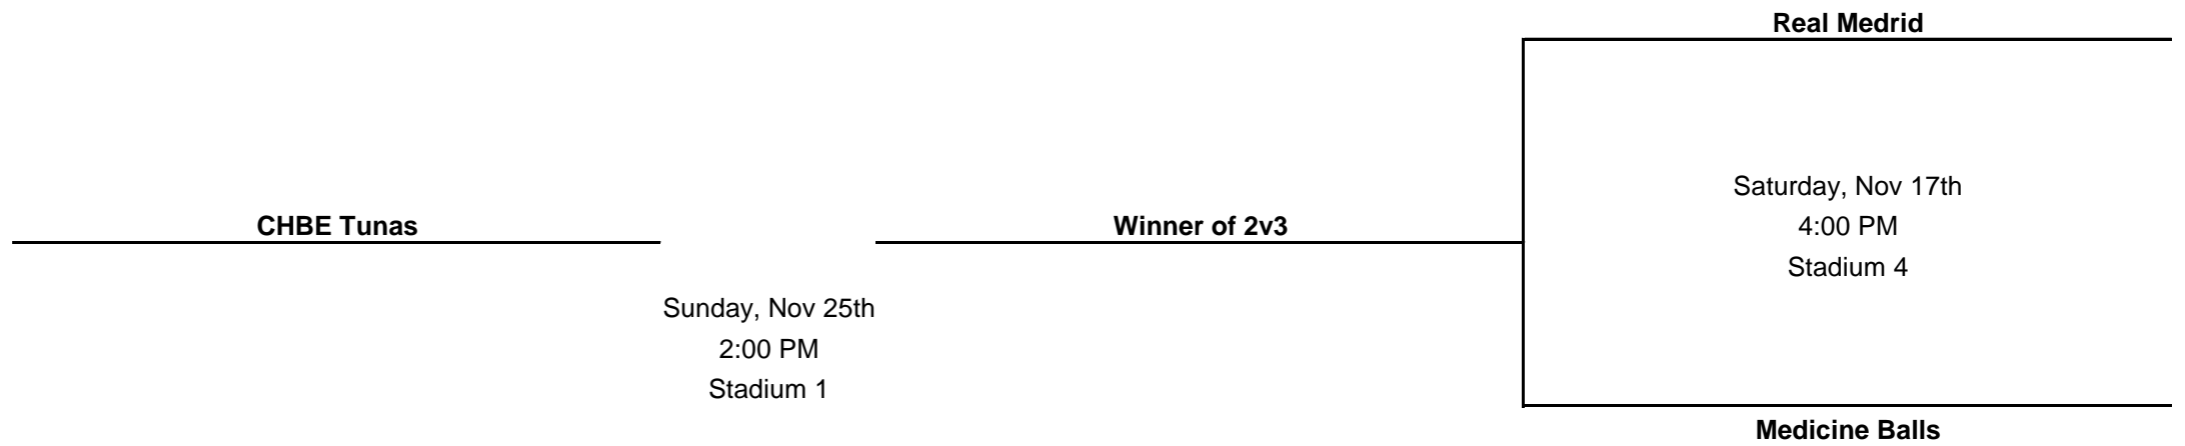 Real Medrid
Saturday, Nov 17th
CHBE Tunas
Winner of 2v3
4:00 PM
Stadium 4
Sunday, Nov 25th
2:00 PM
Stadium 1
Medicine Balls